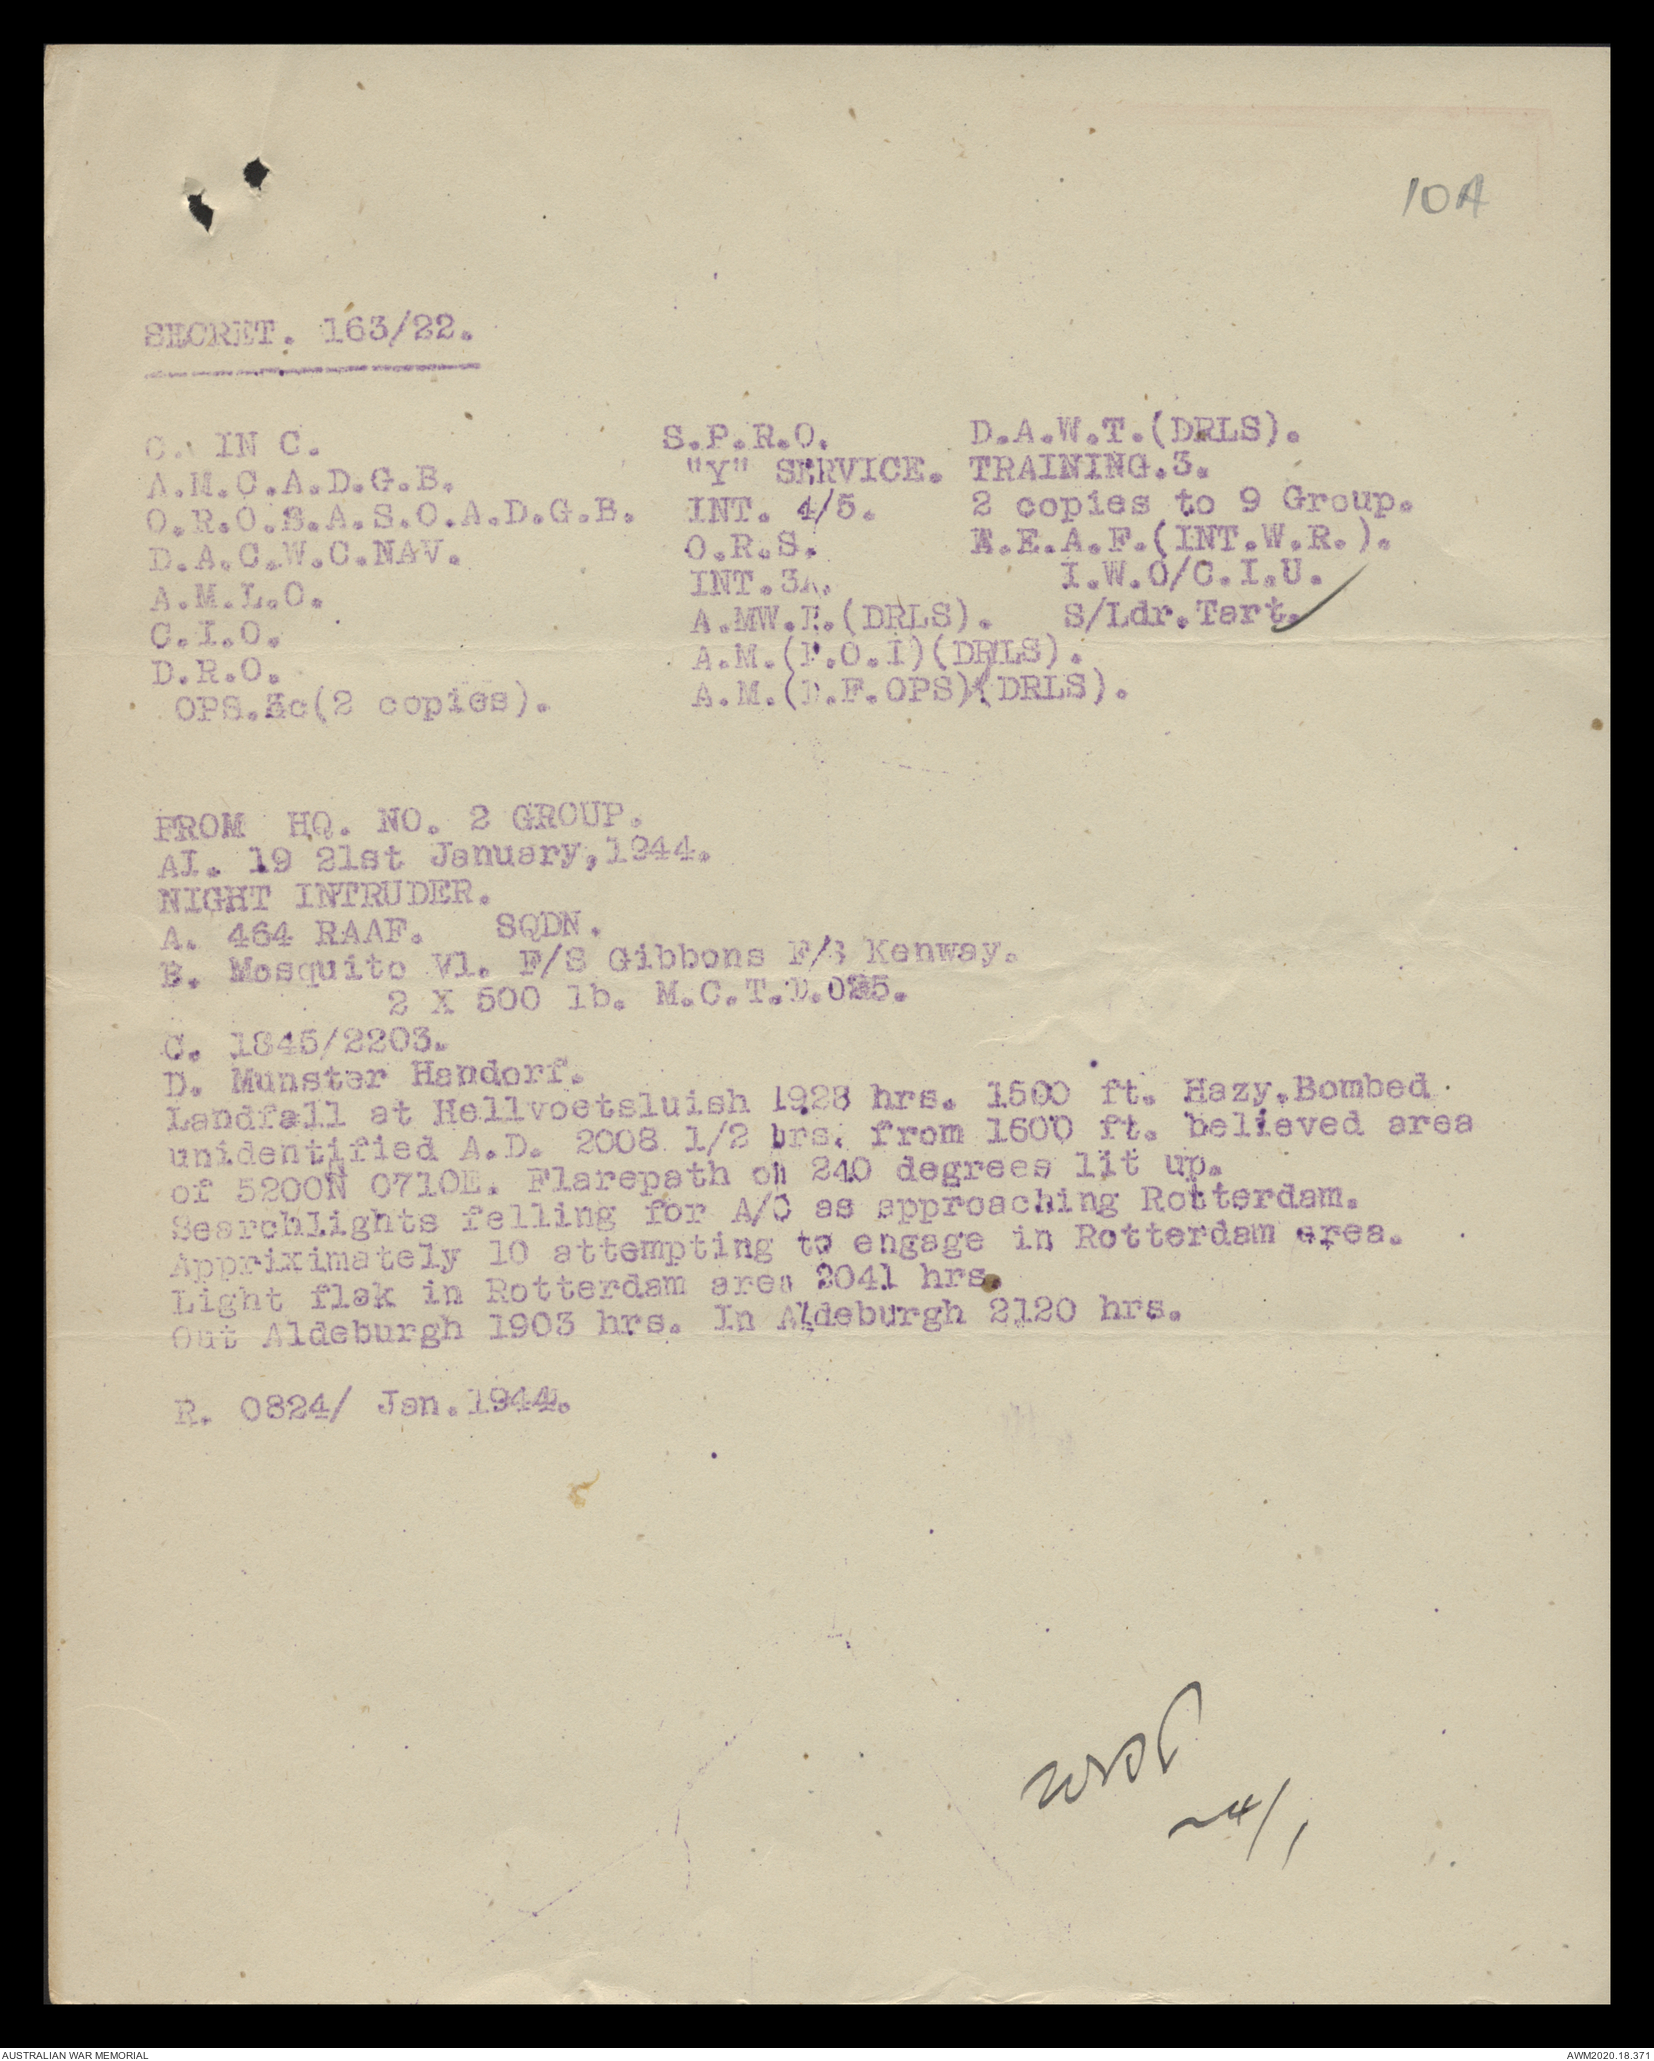 10A
SECRET. 163/22.
C. IN C.
A.M.C.A.D.G.B.
O.R.O.S.A.S.O.A.D.G.B.
D.A.C.W.C.NAV.
A.M.L.O.
C.I.O.
D.R.O.
OPS.3c(2 copies).
S.P.R.O.
"Y" SERVICE.
INT. 4/5.
O.R.S.
INT.3A.
A.MW.E.(DRLS).
A.M.(F.O.I)(DRLS).
A.M.(D.F.OPS)(DRLS).
D.A.W.T.(DRLS).
TRAINING.3.
2 copies to 9 Group.
A.E.A.F.(INT.W.R.).
I.W.O/C.I.U.
S/Ldr.Tart.
FROM HQ. NO. 2 GROUP.
AI. 19 21st January,1944.
NIGHT INTRUDER.
A. 464 RAAF. SQDN.
B. Mosquito V1. F/S Gibbons F/S Kenway.
2 X 500 lb. M.C.T.D.025.
C. 1845/2203.
D. Munster Handorf.
Landfall at Hellvoetsluish 1928 hrs. 1500 ft. Hazy.Bombed
unidentified A.D. 2008 1/2 hrs. from 1600 ft. believed area
of 5200N 0710E. Flarepath on 240 degrees lit up.
Searchlights felling for A/C as approaching Rotterdam.
Appriximately 10 attempting to engage in Rotterdam area.
Light flak in Rotterdam area 2041 hrs.
Out Aldeburgh 1903 hrs. In Aldeburgh 2120 hrs.
R. 0824/ Jan.1944.
AUSTRALIAN WAR MEMORIAL
AWM2020.18.371